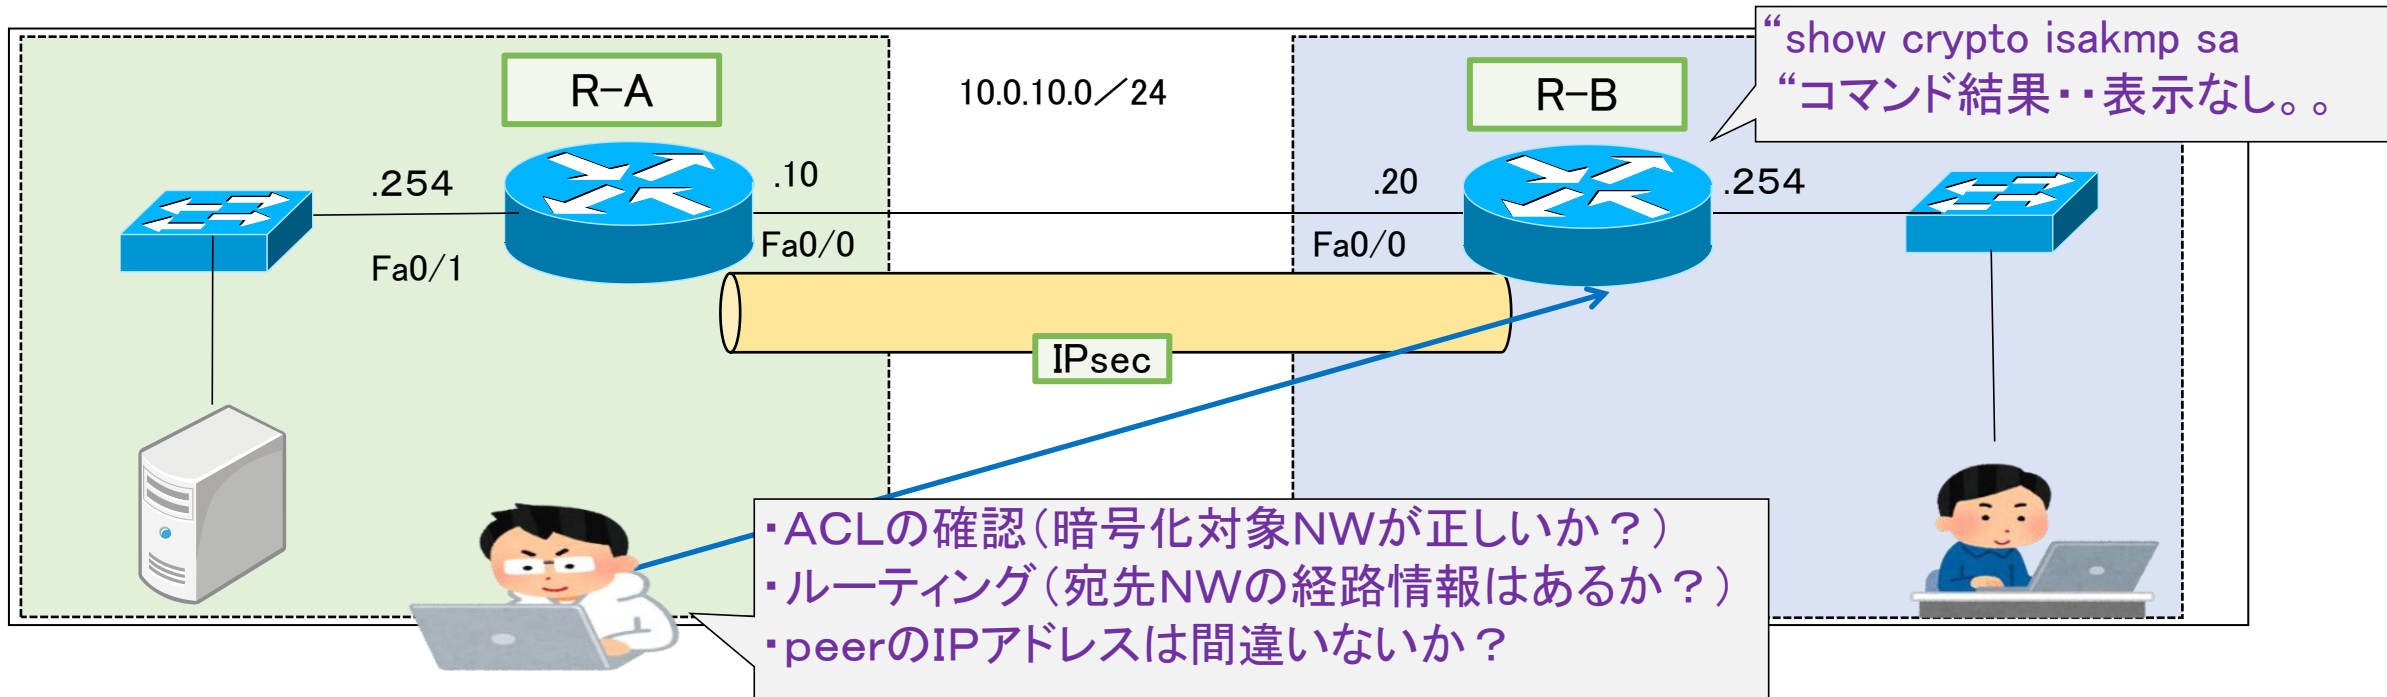 “show crypto isakmp sa
“コマンド結果・・表示なし。。
R-A
10.0.10.0／24
R-B
.254
.10
.20
.254
Fa0/1
Fa0/0
Fa0/0
IPsec
・ACLの確認（暗号化対象NWが正しいか？）
・ルーティング（宛先NWの経路情報はあるか？）
・peerのIPアドレスは間違いないか？